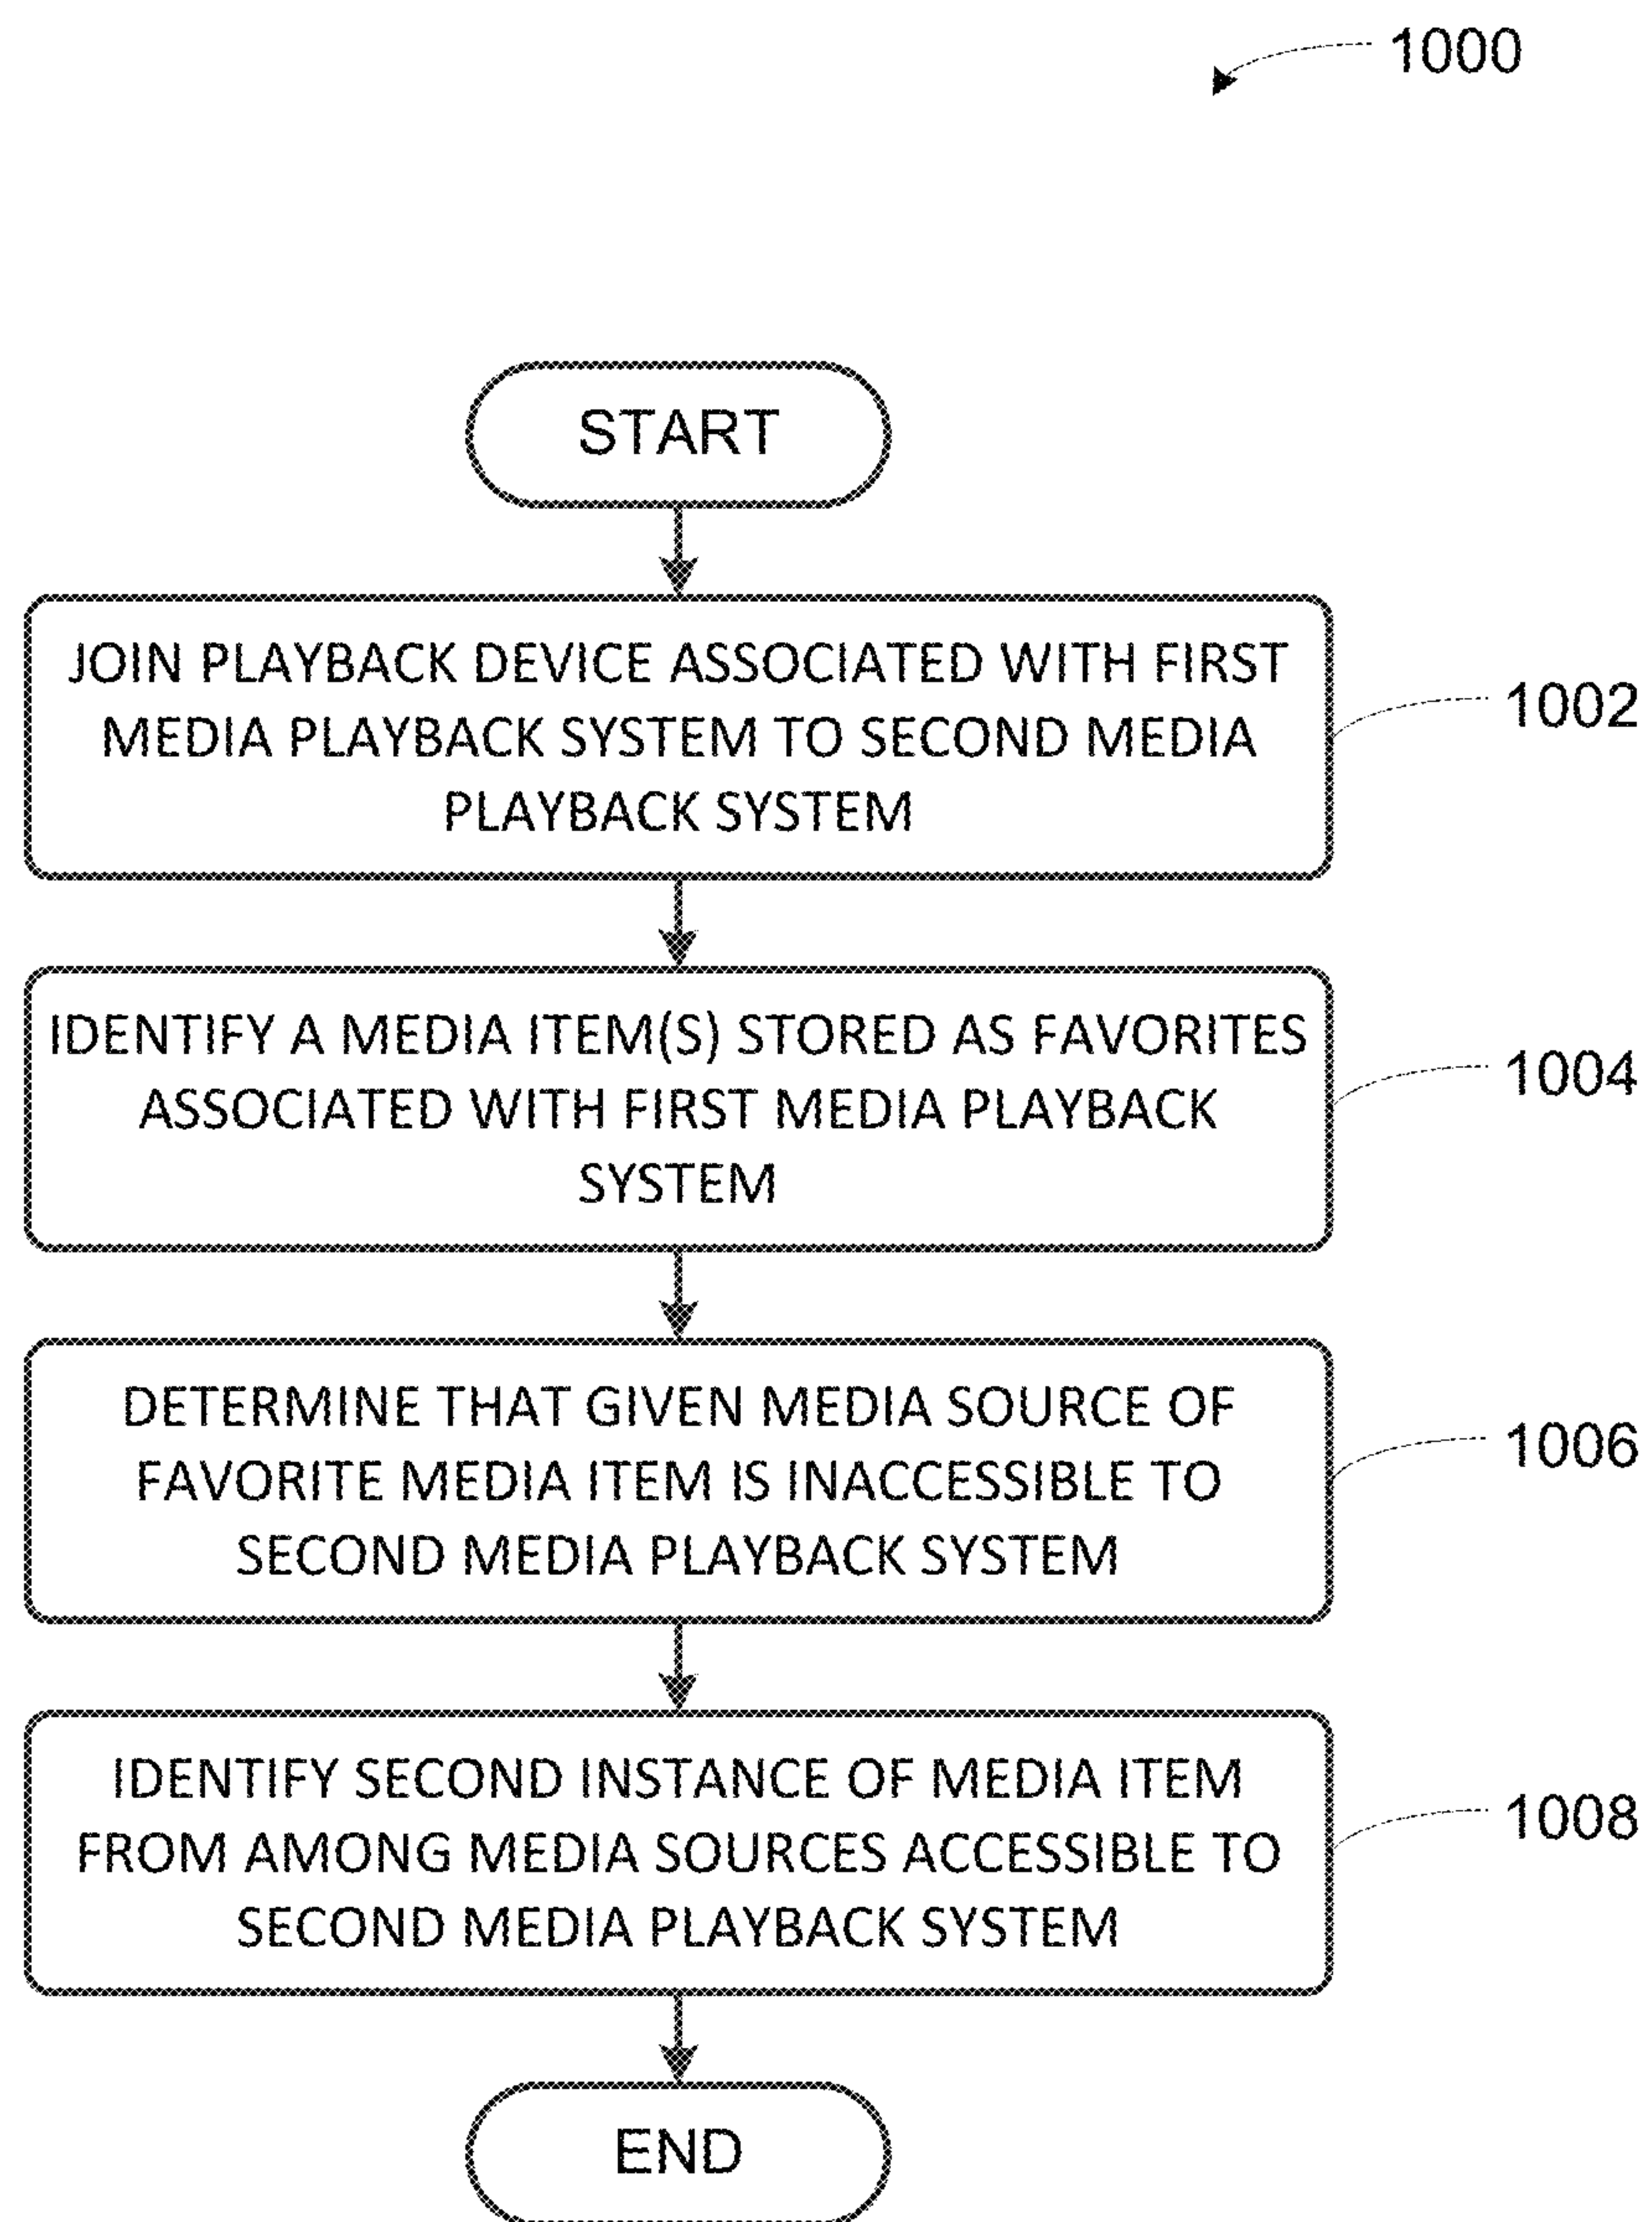 1000
START
JOIN PLAYBACK DEVICE ASSOCIATED WITH FIRST
MEDIA PLAYBACK SYSTEM TO SECOND MEDIA
PLAYBACK SYSTEM
1002
IDENTIFY A MEDIA ITEM(S) STORED AS FAVORITES
ASSOCIATED WITH FIRST MEDIA PLAYBACK
SYSTEM
1004
DETERMINE THAT GIVEN MEDIA SOURCE OF
FAVORITE MEDIA ITEM IS INACCESSIBLE TO
SECOND MEDIA PLAYBACK SYSTEM
1006
IDENTIFY SECOND INSTANCE OF MEDIA ITEM
FROM AMONG MEDIA SOURCES ACCESSIBLE TO
SECOND MEDIA PLAYBACK SYSTEM
1008
END